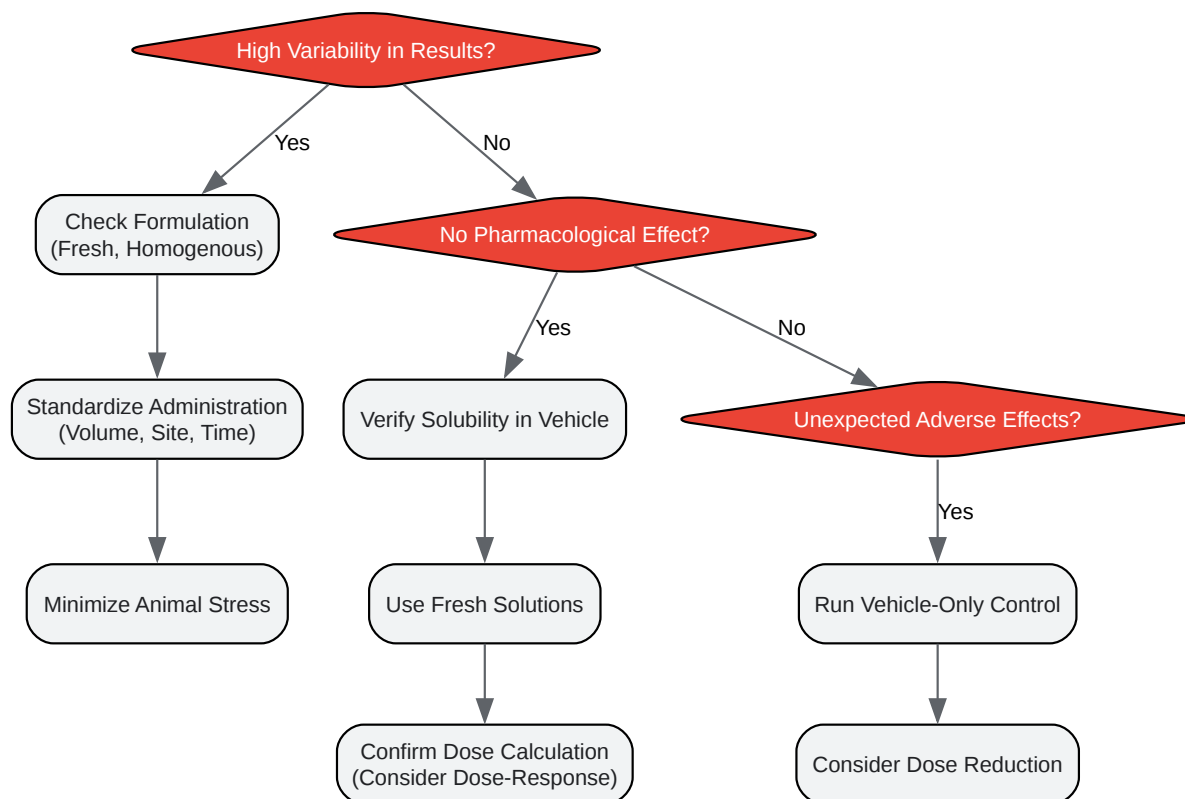 High Variability in Results?
Yes
No
Check Formulation
(Fresh, Homogenous)
No Pharmacological Effect?
Yes
No
Standardize Administration
(Volume, Site, Time)
Verify Solubility in Vehicle
Unexpected Adverse Effects?
Yes
Minimize Animal Stress
Use Fresh Solutions
Run Vehicle-Only Control
Confirm Dose Calculation
(Consider Dose-Response)
Consider Dose Reduction